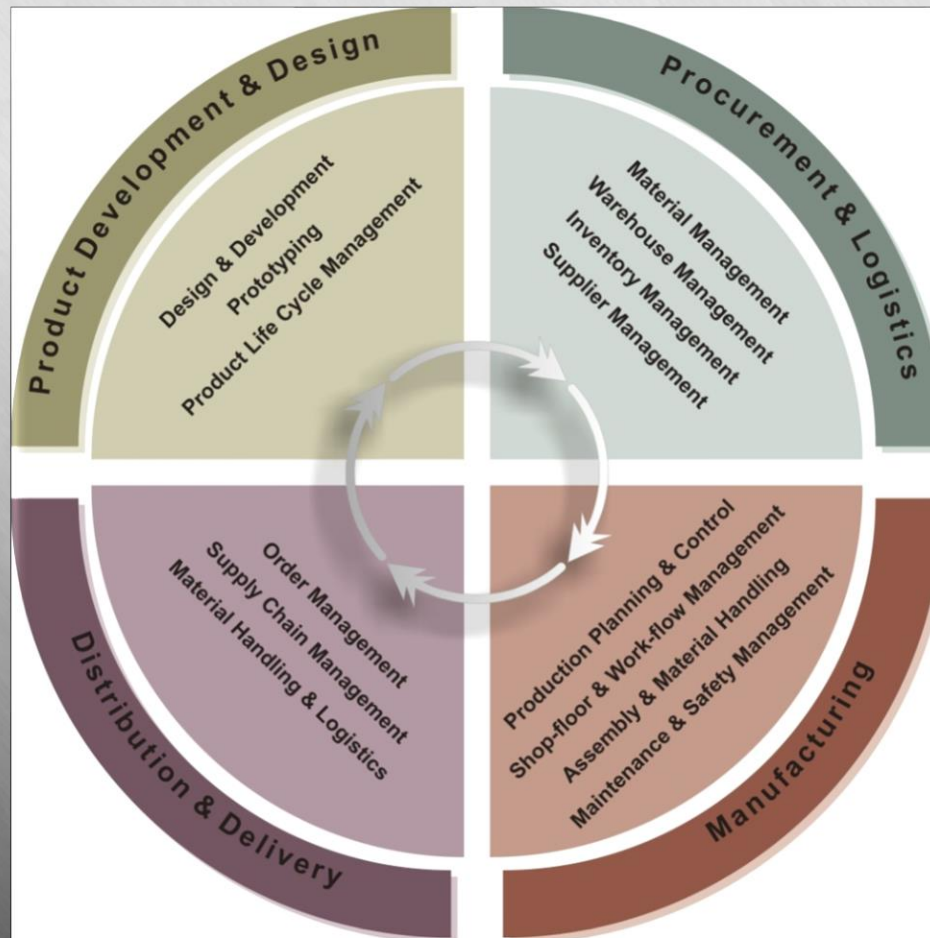 Product Development & Design
Design & Development
Prototyping
Product Life Cycle Management
Procurement & Logistics
Material Management
Warehouse Management
Inventory Management
Supplier Management
Manufacturing
Production Planning & Control
Shop-floor & Work-flow Management
Assembly & Material Handling
Maintenance & Safety Management
Distribution & Delivery
Order Management
Supply Chain Management
Material Handling & Logistics